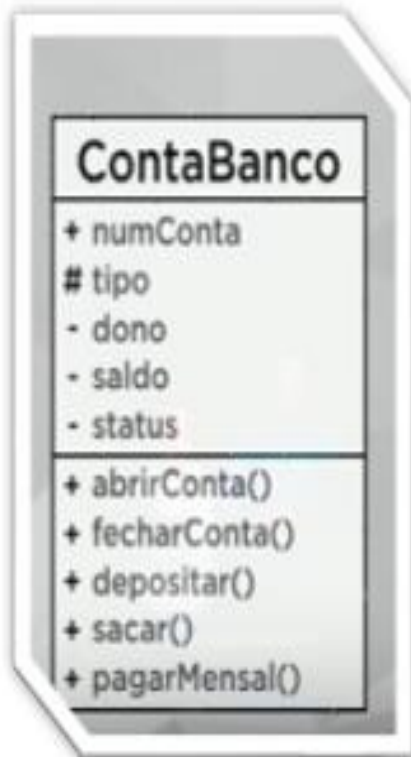 ContaBanco
+ numConta
# tipo
- dono
- saldo
- status
+ abrirConta()
+ fecharConta()
+ depositar()
+ sacar()
+ pagarMensal()